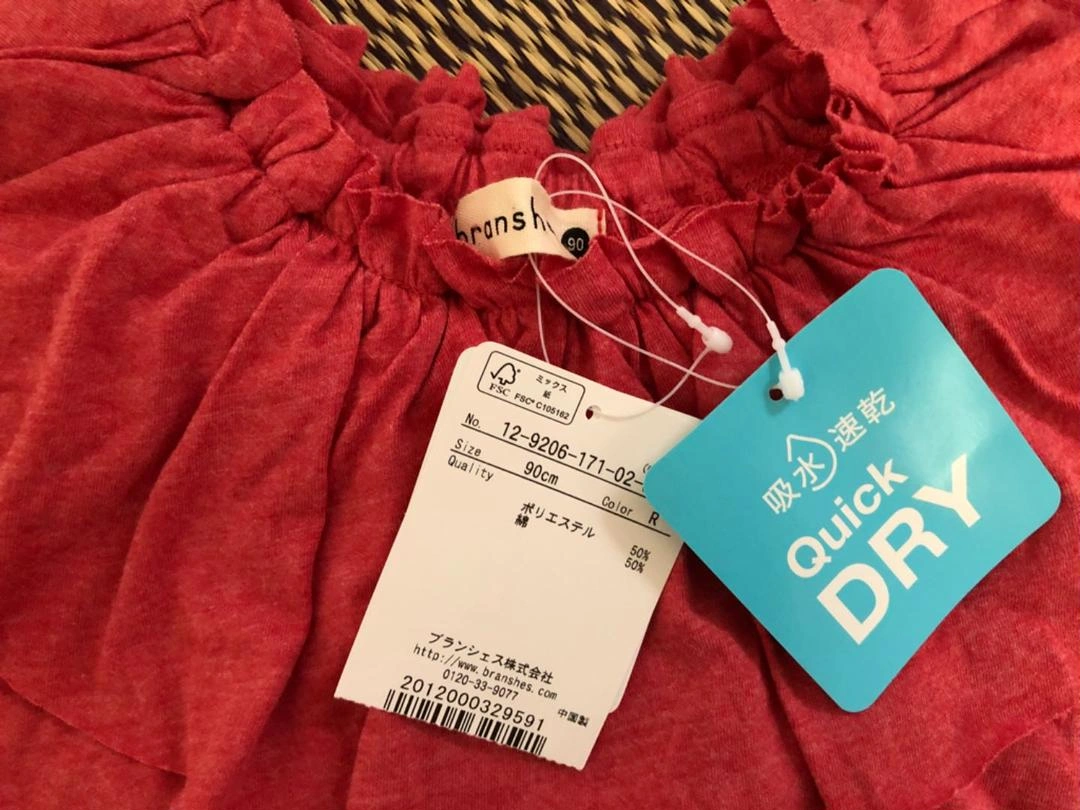 90
ミックス
紙
FSC
FSC® C105162
No. 12-9206-171-02-
Size 90cm Color R
Quality
ポリエステル 50%
綿 50%
ブランシェス株式会社
http://www.branshes.com
0120-33-9077
2012000329591
中国製
吸水速乾
Quick
DRY